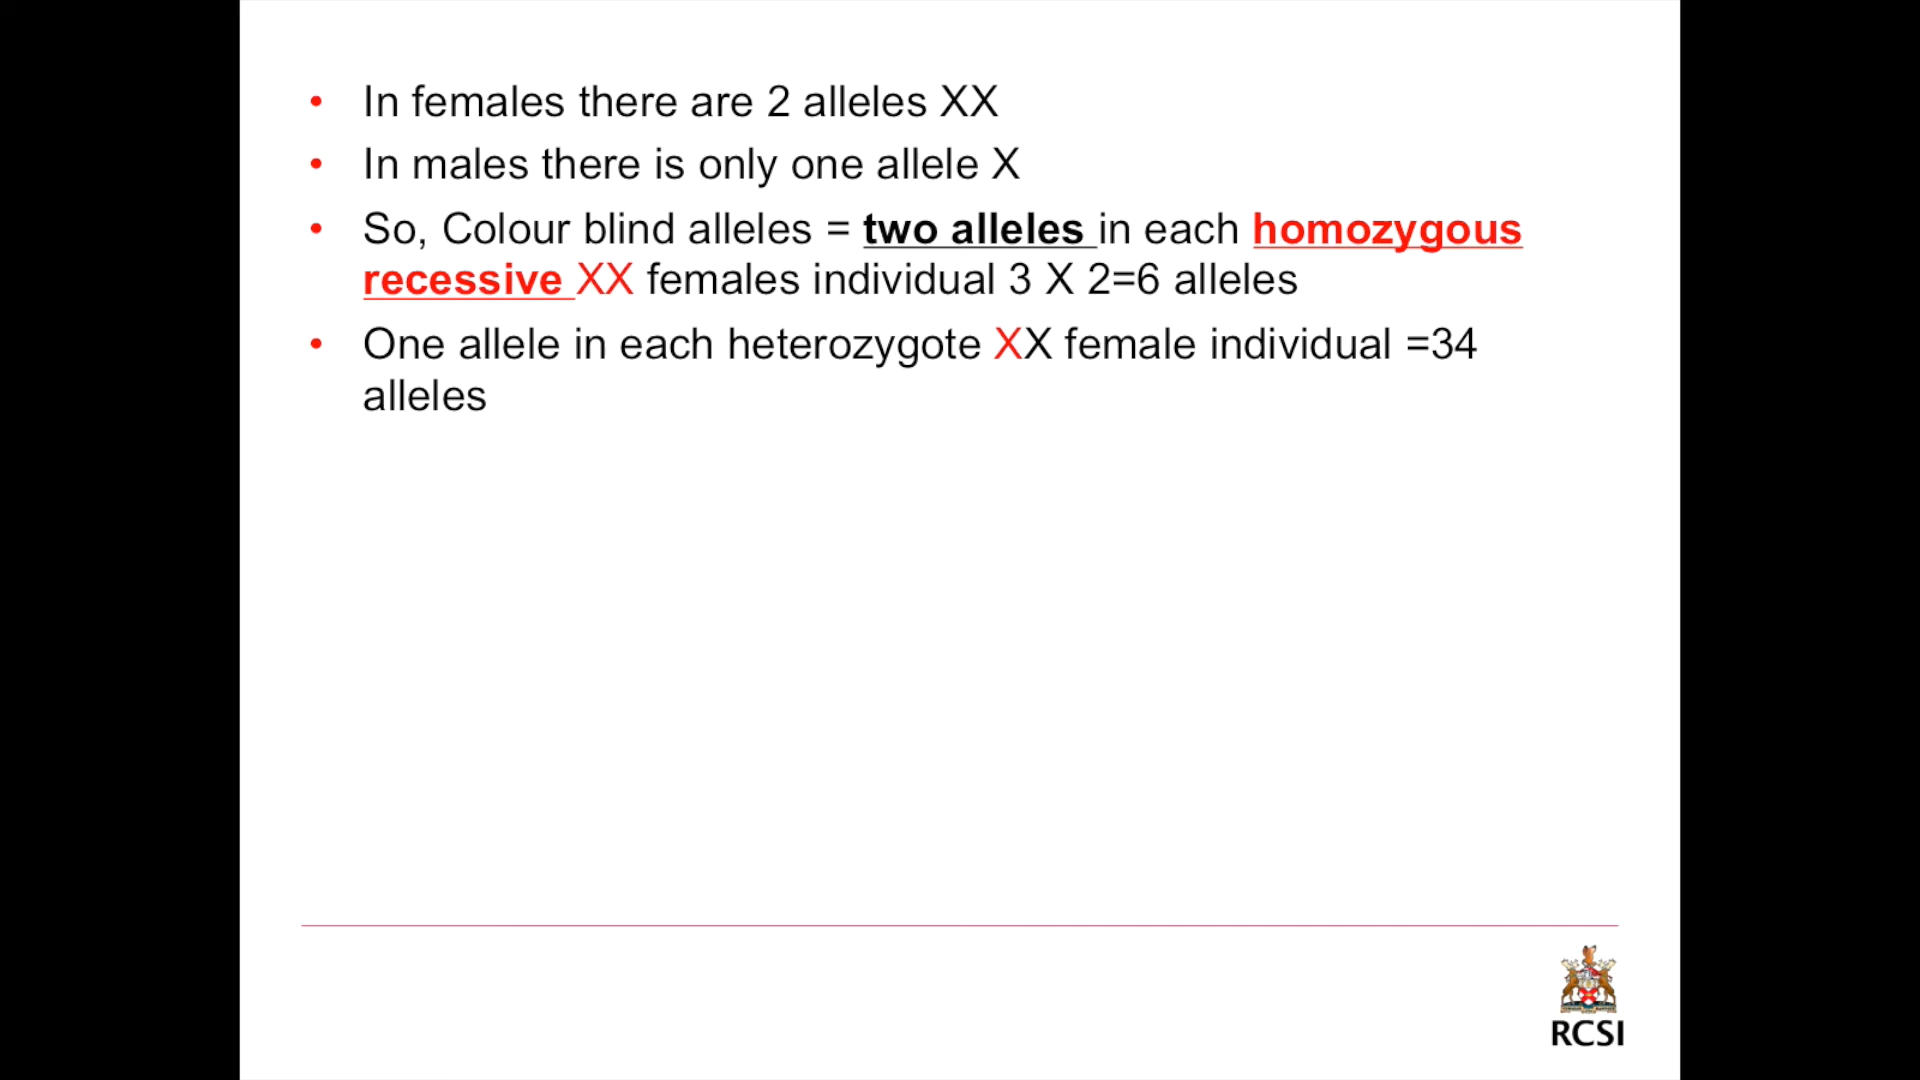 • In females there are 2 alleles XX
• In males there is only one allele X
• So, Colour blind alleles = two alleles in each homozygous
recessive XX females individual 3 X 2=6 alleles
• One allele in each heterozygote XX female individual =34
alleles
RCSI